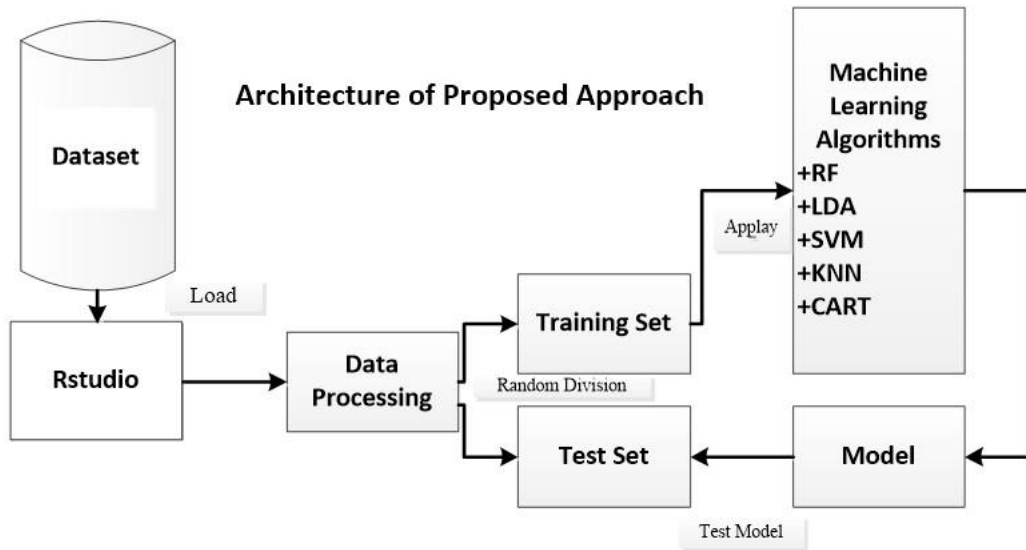 Architecture of Proposed Approach
Dataset
Load
Rstudio
Data
Processing
Random Division
Training Set
Test Set
Applay
Machine
Learning
Algorithms
+RF
+LDA
+SVM
+KNN
+CART
Model
Test Model